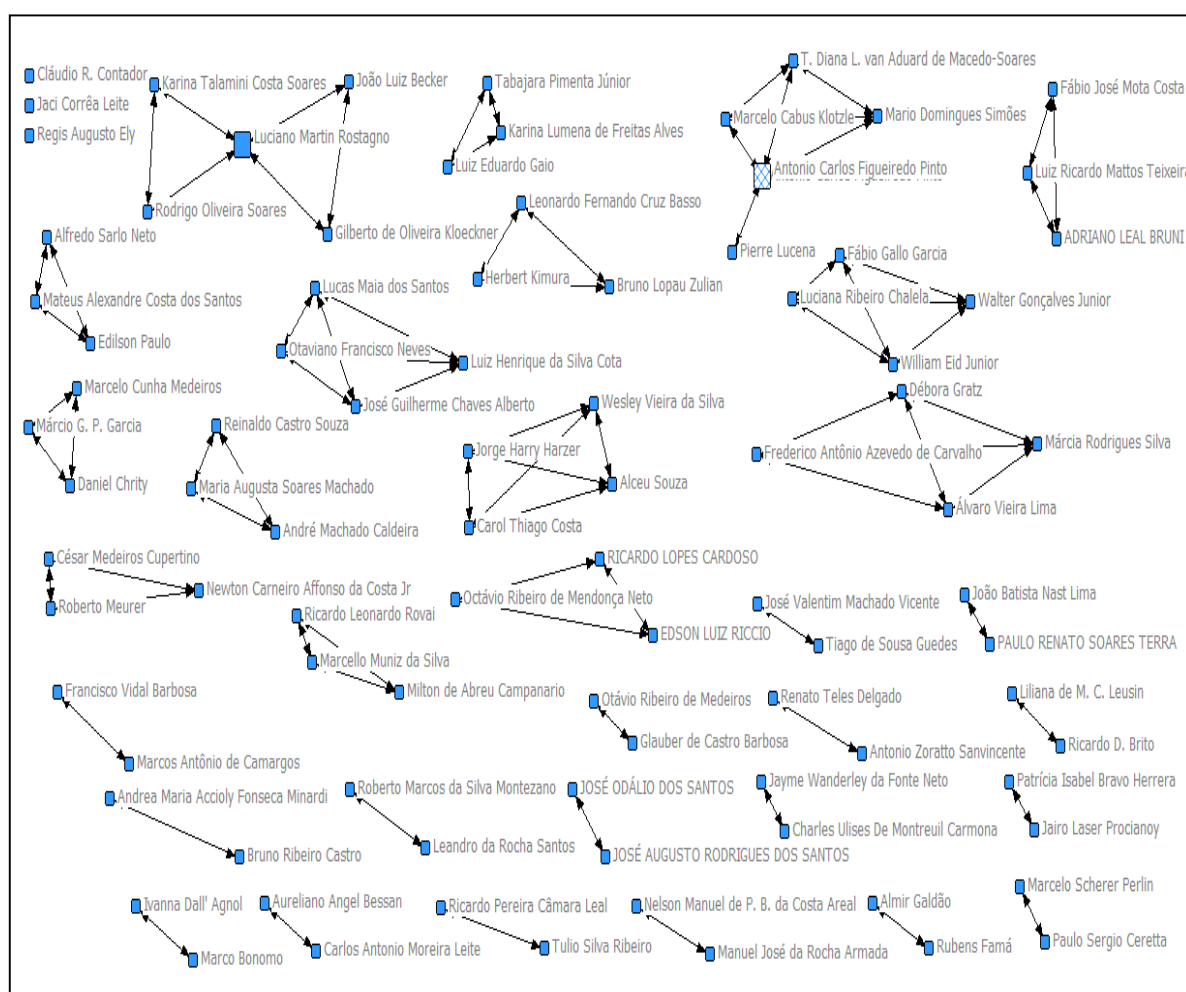 T. Diana L. van Aduard de Macedo-Soares
Cláudio R. Contador
Karina Talamini Costa Soares
João Luiz Becker
Tabajara Pimenta Júnior
Fábio José Mota Costa
Jaci Corrêa Leite
Marcelo Cabus Klotzle
Mario Domingues Simões
Regis Augusto Ely
Luciano Martin Rostagno
Karina Lumena de Freitas Alves
Luiz Eduardo Gaio
Antonio Carlos Figueiredo Pinto
Luiz Ricardo Mattos Teixeira
Rodrigo Oliveira Soares
Leonardo Fernando Cruz Basso
Alfredo Sarlo Neto
Gilberto de Oliveira Kloeckner
Pierre Lucena
Fábio Gallo Garcia
ADRIANO LEAL BRUNI
Herbert Kimura
Bruno Lopau Zulian
Lucas Maia dos Santos
Mateus Alexandre Costa dos Santos
Luciana Ribeiro Chalela
Walter Gonçalves Junior
Edilson Paulo
Otaviano Francisco Neves
Luiz Henrique da Silva Cota
William Eid Junior
Marcelo Cunha Medeiros
José Guilherme Chaves Alberto
Wesley Vieira da Silva
Débora Gratz
Márcio G. P. Garcia
Reinaldo Castro Souza
Jorge Harry Harzer
Frederico Antônio Azevedo de Carvalho
Márcia Rodrigues Silva
Daniel Chrity
Maria Augusta Soares Machado
Alceu Souza
Álvaro Vieira Lima
André Machado Caldeira
Carol Thiago Costa
César Medeiros Cupertino
RICARDO LOPES CARDOSO
Newton Carneiro Affonso da Costa Jr
Roberto Meurer
Octávio Ribeiro de Mendonça Neto
José Valentim Machado Vicente
João Batista Nast Lima
Ricardo Leonardo Rovai
EDSON LUIZ RICCIO
Tiago de Sousa Guedes
PAULO RENATO SOARES TERRA
Marcello Muniz da Silva
Francisco Vidal Barbosa
Milton de Abreu Campanario
Otávio Ribeiro de Medeiros
Renato Teles Delgado
Liliana de M. C. Leusin
Glauber de Castro Barbosa
Antonio Zoratto Sanvincente
Ricardo D. Brito
Marcos Antônio de Camargos
Andrea Maria Accioly Fonseca Minardi
Roberto Marcos da Silva Montezano
JOSÉ ODÁLIO DOS SANTOS
Jayme Wanderley da Fonte Neto
Patrícia Isabel Bravo Herrera
Charles Ulises De Montreuil Carmona
Jairo Laser Procianoy
Bruno Ribeiro Castro
Leandro da Rocha Santos
JOSÉ AUGUSTO RODRIGUES DOS SANTOS
Ivanna Dall' Agnol
Aureliano Angel Bessan
Ricardo Pereira Câmara Leal
Nelson Manuel de P. B. da Costa Areal
Almir Galdão
Marcelo Scherer Perlin
Marco Bonomo
Carlos Antonio Moreira Leite
Tulio Silva Ribeiro
Manuel José da Rocha Armada
Rubens Famá
Paulo Sergio Ceretta